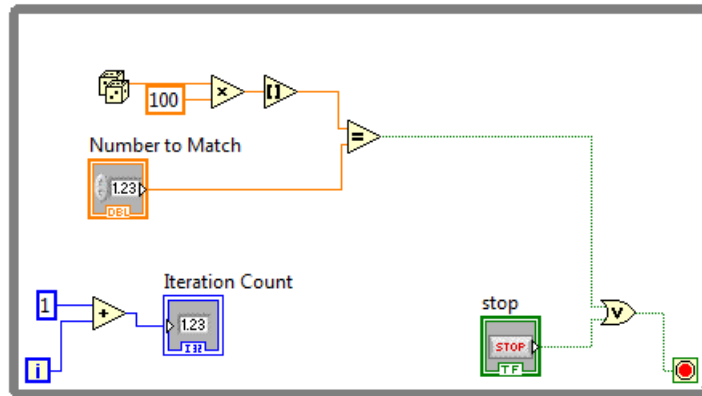 100
×
[]
=
Number to Match
1.23
DBL
1
+
i
Iteration Count
1.23
I32
stop
STOP
TF
V